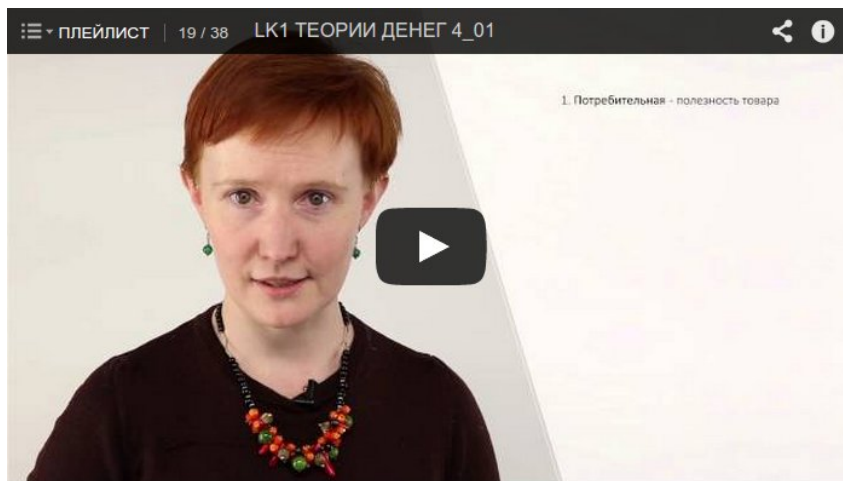 ПЛЕЙЛИСТ 19 / 38 LK1 ТЕОРИИ ДЕНЕГ 4_01
1. Потребительная - полезность товара